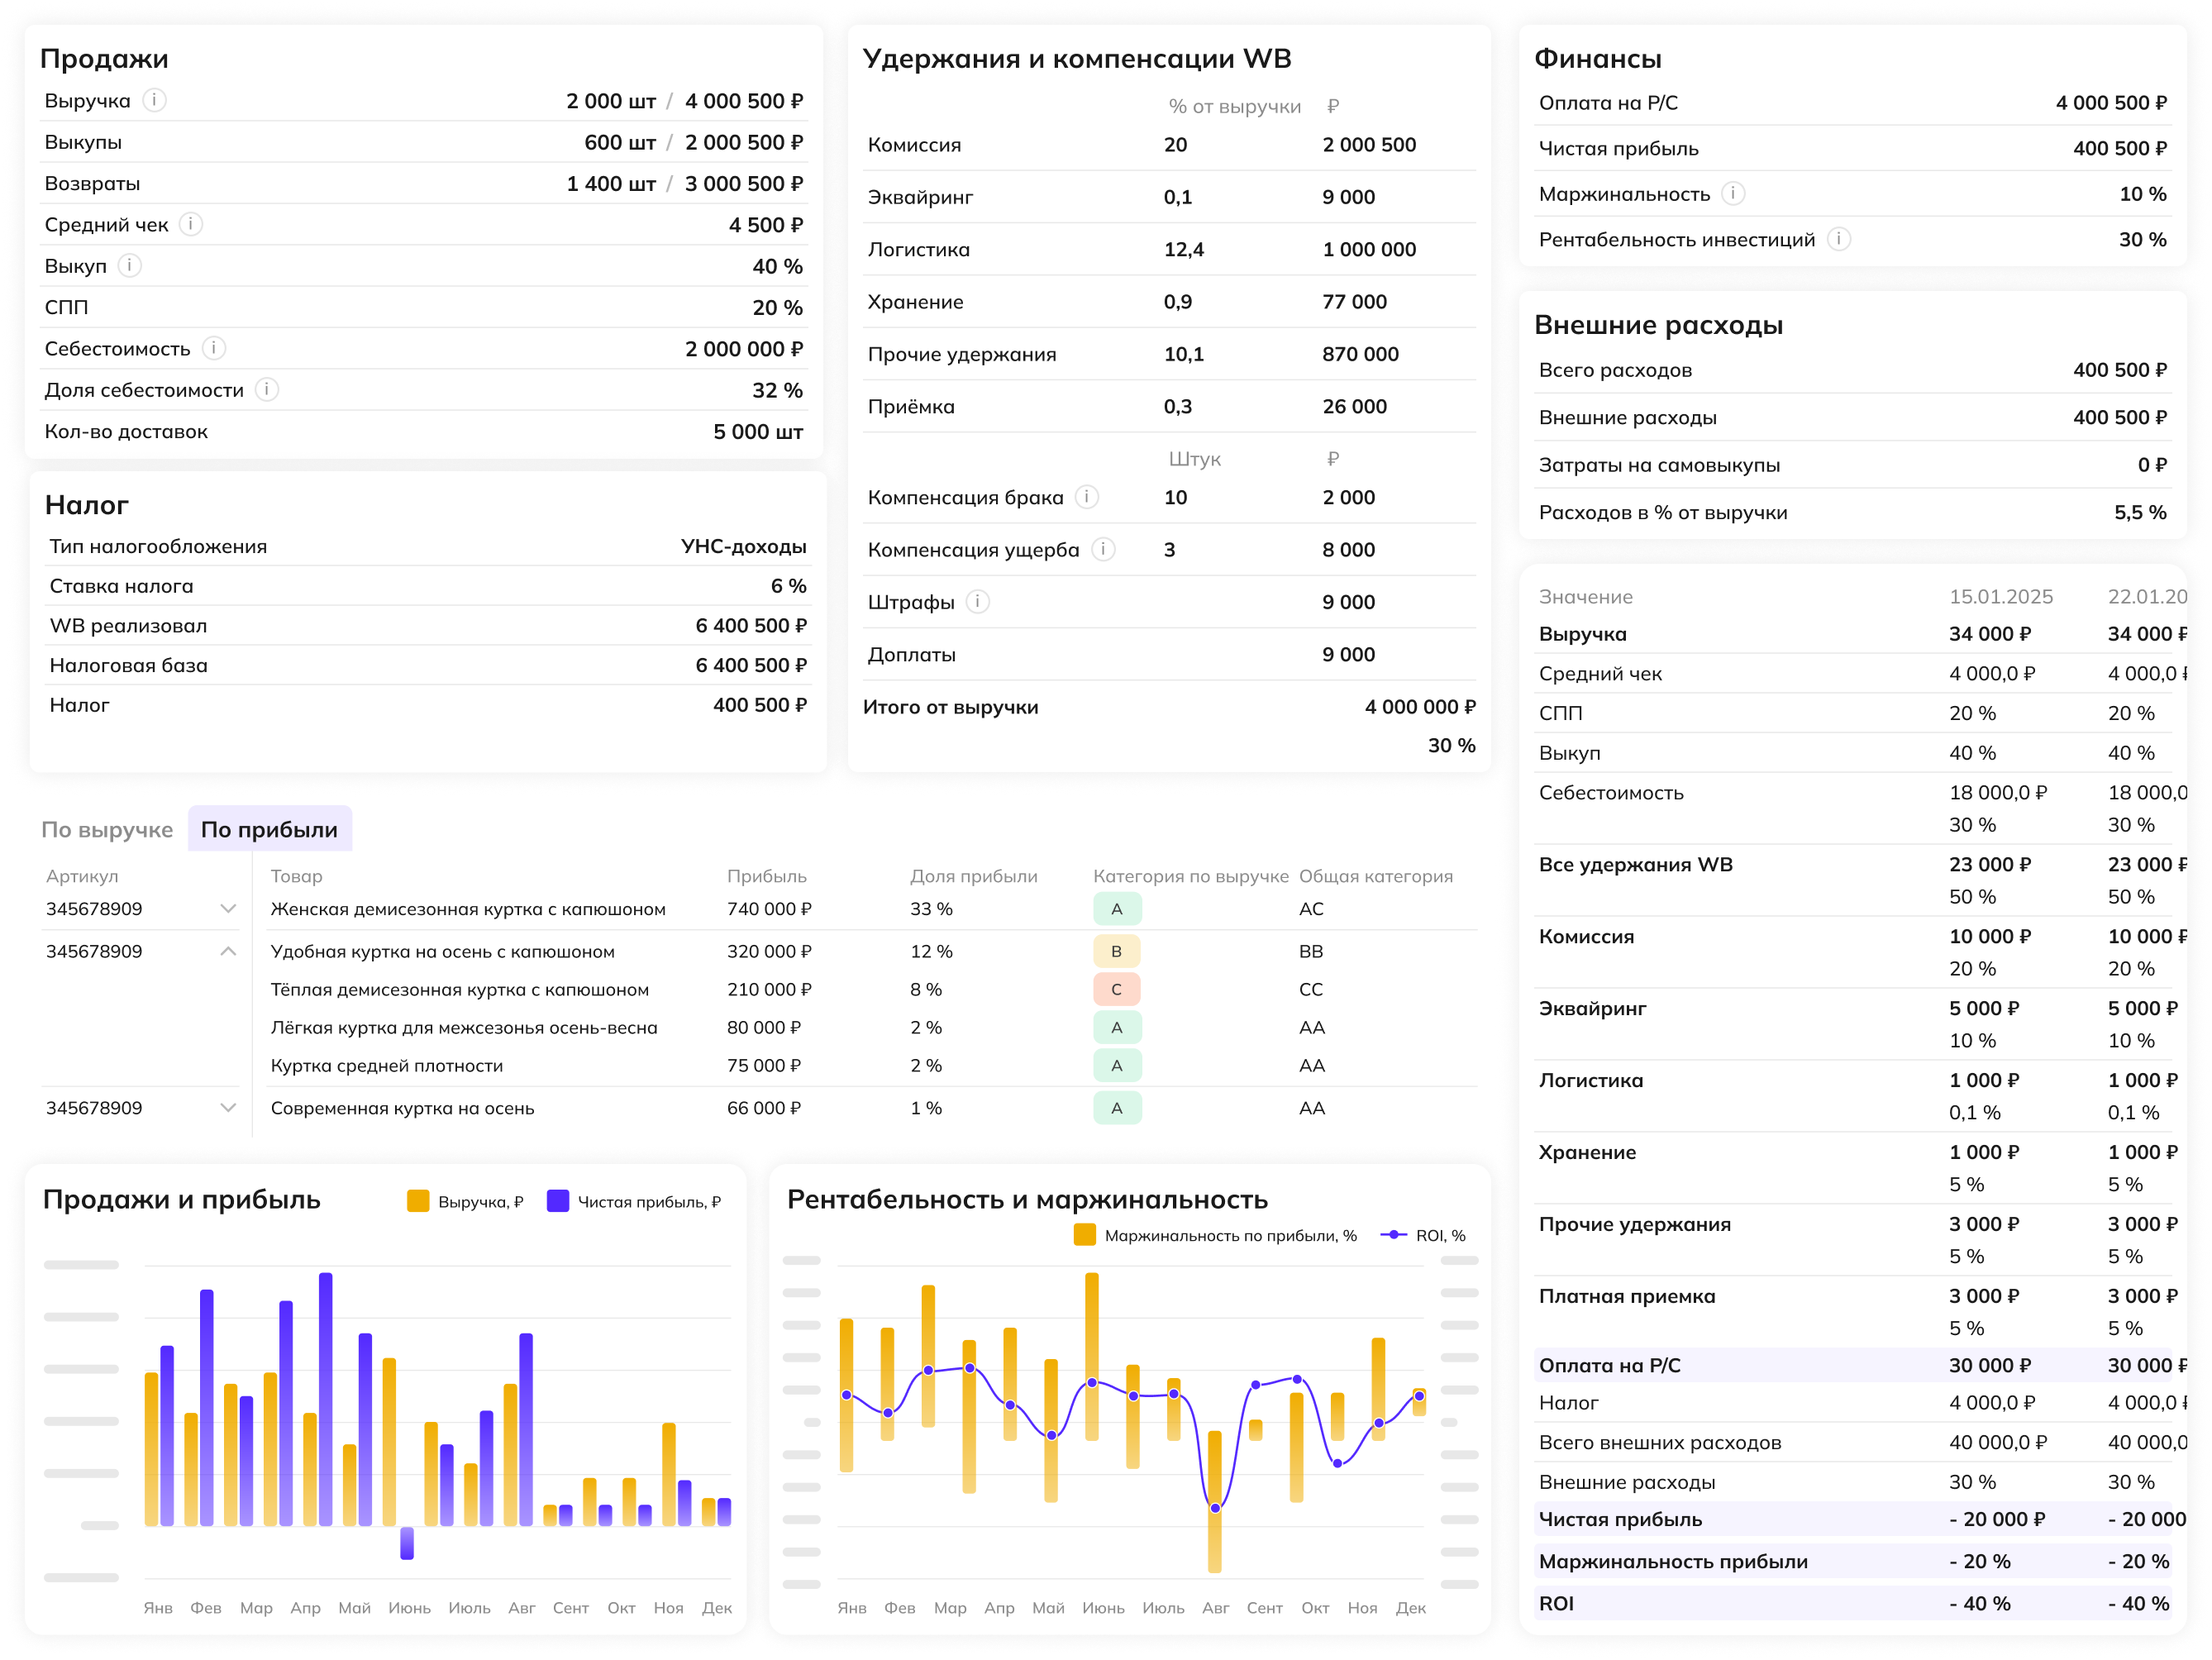 Продажи
Выручка 2 000 шт / 4 000 500 ₽
Выкупы 600 шт / 2 000 500 ₽
Возвраты 1 400 шт / 3 000 500 ₽
Средний чек 4 500 ₽
Выкуп 40 %
СПП 20 %
Себестоимость 2 000 000 ₽
Доля себестоимости 32 %
Кол-во доставок 5 000 шт
Налог
Тип налогообложения УНС-доходы
Ставка налога 6 %
WB реализовал 6 400 500 ₽
Налоговая база 6 400 500 ₽
Налог 400 500 ₽
Удержания и компенсации WB
% от выручки ₽
Комиссия 20 2 000 500
Эквайринг 0,1 9 000
Логистика 12,4 1 000 000
Хранение 0,9 77 000
Прочие удержания 10,1 870 000
Приёмка 0,3 26 000
Штук ₽
Компенсация брака 10 2 000
Компенсация ущерба 3 8 000
Штрафы 9 000
Доплаты 9 000
Итого от выручки 4 000 000 ₽
30 %
Финансы
Оплата на Р/С 4 000 500 ₽
Чистая прибыль 400 500 ₽
Маржинальность 10 %
Рентабельность инвестиций 30 %
Внешние расходы
Всего расходов 400 500 ₽
Внешние расходы 400 500 ₽
Затраты на самовыкупы 0 ₽
Расходов в % от выручки 5,5 %
По выручке По прибыли
Артикул Товар Прибыль Доля прибыли Категория по выручке Общая категория
345678909 Женская демисезонная куртка с капюшоном 740 000 ₽ 33 % A AC
345678909 Удобная куртка на осень с капюшоном 320 000 ₽ 12 % B BB
Тёплая демисезонная куртка с капюшоном 210 000 ₽ 8 % C CC
Лёгкая куртка для межсезонья осень-весна 80 000 ₽ 2 % A AA
Куртка средней плотности 75 000 ₽ 2 % A AA
345678909 Современная куртка на осень 66 000 ₽ 1 % A AA
Продажи и прибыль
Выручка, ₽ Чистая прибыль, ₽
Янв Фев Мар Апр Май Июнь Июль Авг Сент Окт Ноя Дек
Рентабельность и маржинальность
Маржинальность по прибыли, % ROI, %
Янв Фев Мар Апр Май Июнь Июль Авг Сент Окт Ноя Дек
Значение 15.01.2025 22.01.20
Выручка 34 000 ₽ 34 000 ₽
Средний чек 4 000,0 ₽ 4 000,0 ₽
СПП 20 % 20 %
Выкуп 40 % 40 %
Себестоимость 18 000,0 ₽ 18 000,0
30 % 30 %
Все удержания WB 23 000 ₽ 23 000 ₽
50 % 50 %
Комиссия 10 000 ₽ 10 000 ₽
20 % 20 %
Эквайринг 5 000 ₽ 5 000 ₽
10 % 10 %
Логистика 1 000 ₽ 1 000 ₽
0,1 % 0,1 %
Хранение 1 000 ₽ 1 000 ₽
5 % 5 %
Прочие удержания 3 000 ₽ 3 000 ₽
5 % 5 %
Платная приемка 3 000 ₽ 3 000 ₽
5 % 5 %
Оплата на Р/С 30 000 ₽ 30 000 ₽
Налог 4 000,0 ₽ 4 000,0 ₽
Всего внешних расходов 40 000,0 ₽ 40 000,0
Внешние расходы 30 % 30 %
Чистая прибыль - 20 000 ₽ - 20 000
Маржинальность прибыли - 20 % - 20 %
ROI - 40 % - 40 %